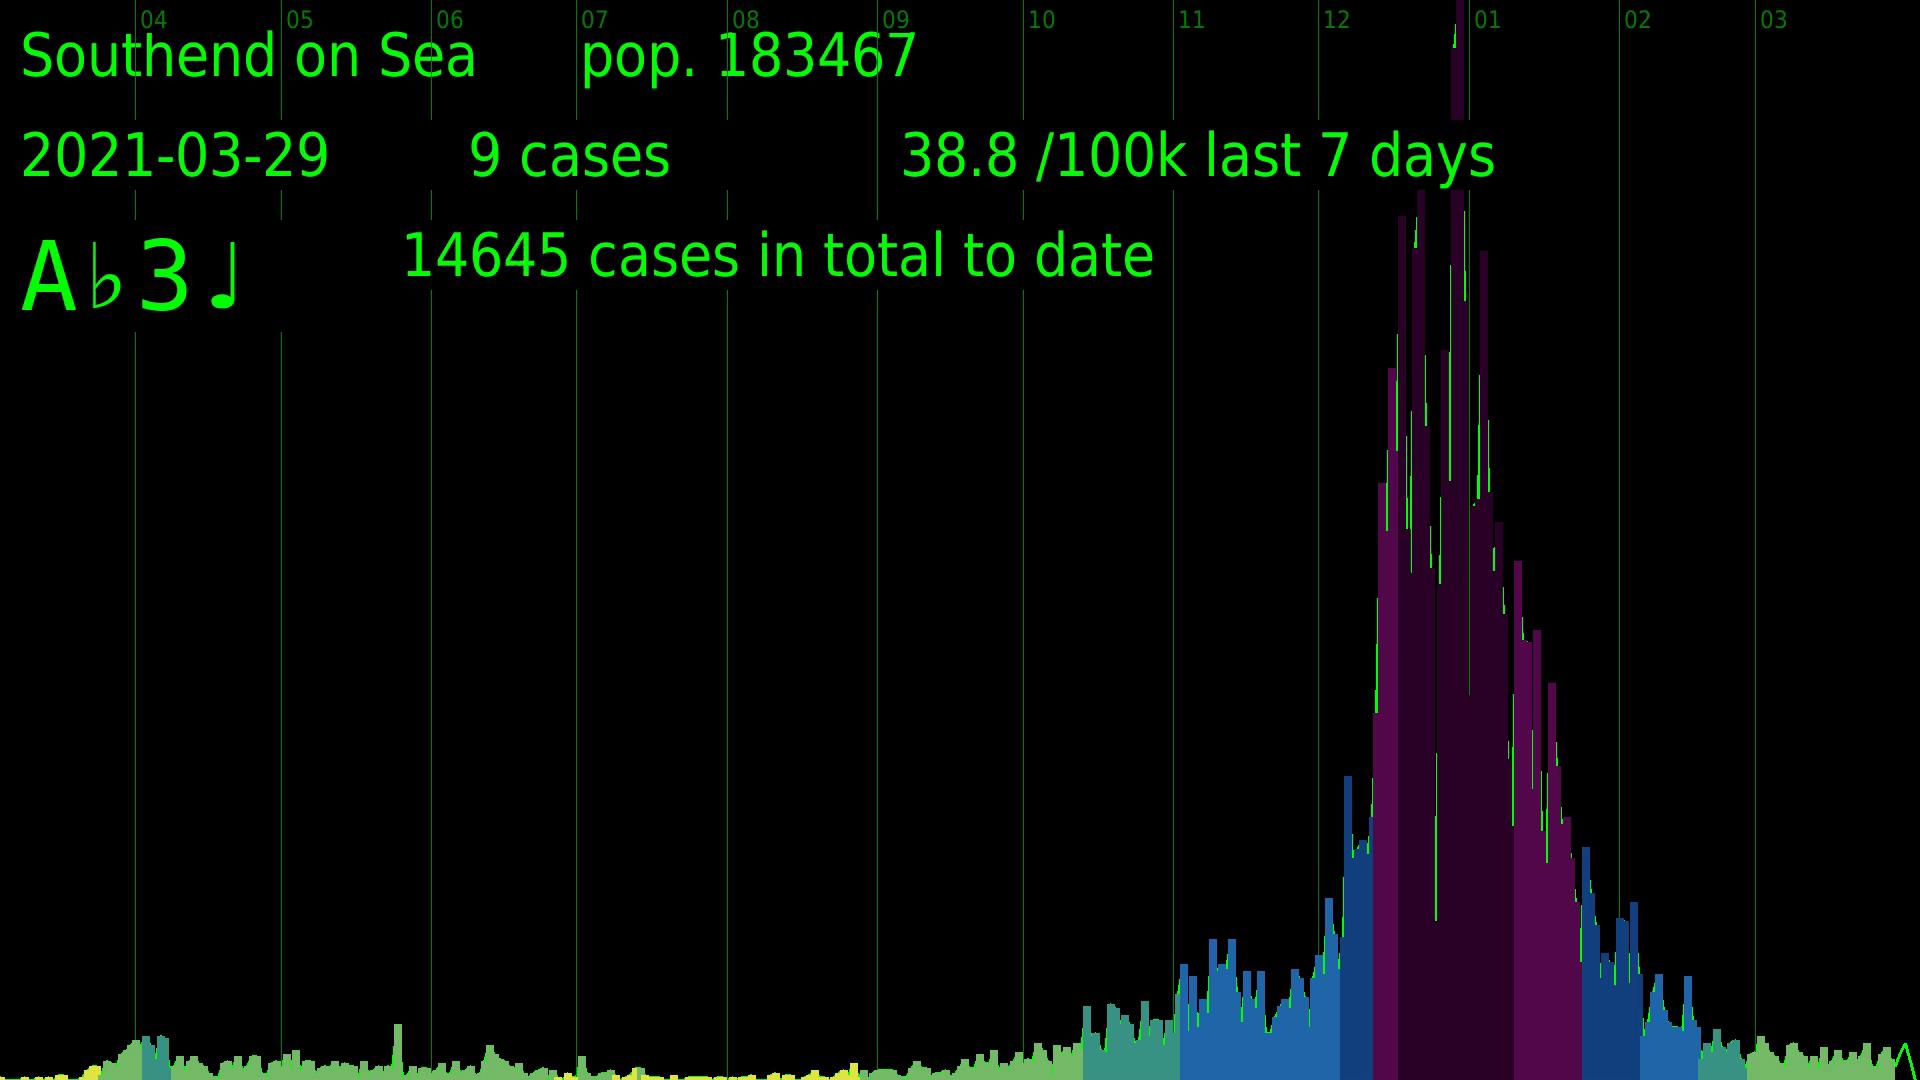 04 05 06 07 08 09 10 11 12 01 02 03
Southend on Sea pop. 183467
2021-03-29 9 cases 38.8 /100k last 7 days
A♭3♩ 14645 cases in total to date